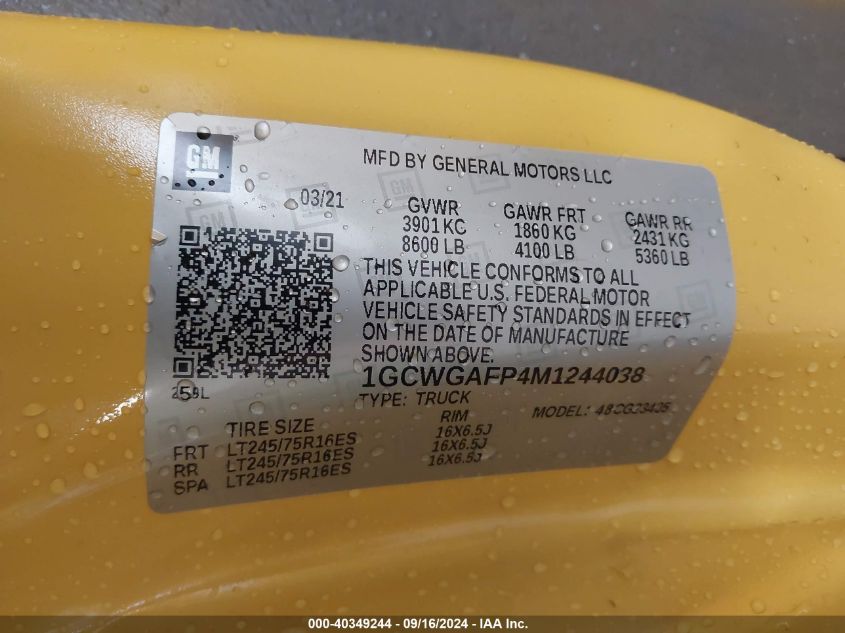 GM
MFD BY GENERAL MOTORS LLC
03/21
GVWR GAWR FRT GAWR RR
3901 KG 1860 KG 2431 KG
8600 LB 4100 LB 5360 LB
THIS VEHICLE CONFORMS TO ALL
APPLICABLE U.S. FEDERAL MOTOR
VEHICLE SAFETY STANDARDS IN EFFECT
ON THE DATE OF MANUFACTURE
SHOWN ABOVE.
1GCWGAFP4M1244038
TYPE: TRUCK
MODEL:
TIRE SIZE RIM
FRT LT245/75R16ES 16X6.5J
RR LT245/75R16ES 16X6.5J
SPA LT245/75R16ES 16X6.5J
000-40349244 - 09/16/2024 - IAA Inc.